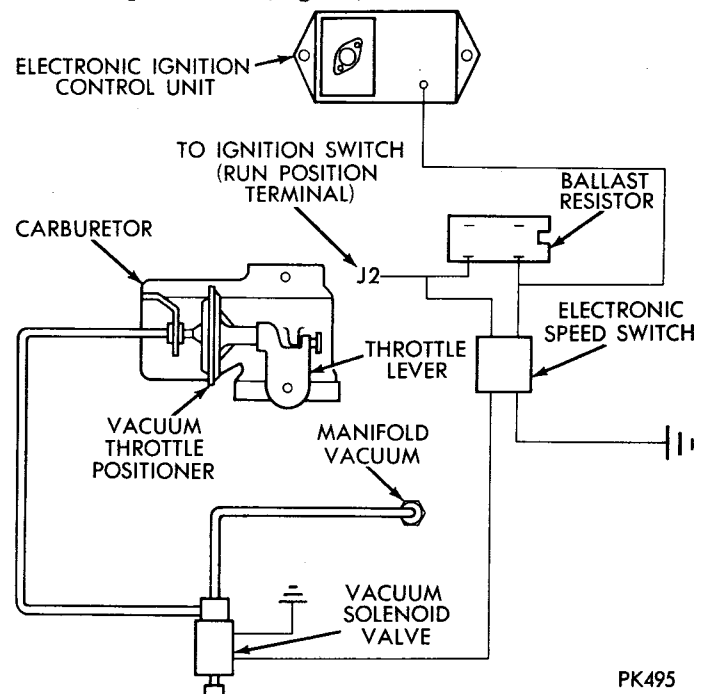 ELECTRONIC IGNITION
CONTROL UNIT
TO IGNITION SWITCH
(RUN POSITION
TERMINAL)
BALLAST
RESISTOR
CARBURETOR
J2
ELECTRONIC
SPEED SWITCH
THROTTLE
LEVER
VACUUM
THROTTLE
POSITIONER
MANIFOLD
VACUUM
VACUUM
SOLENOID
VALVE
PK495